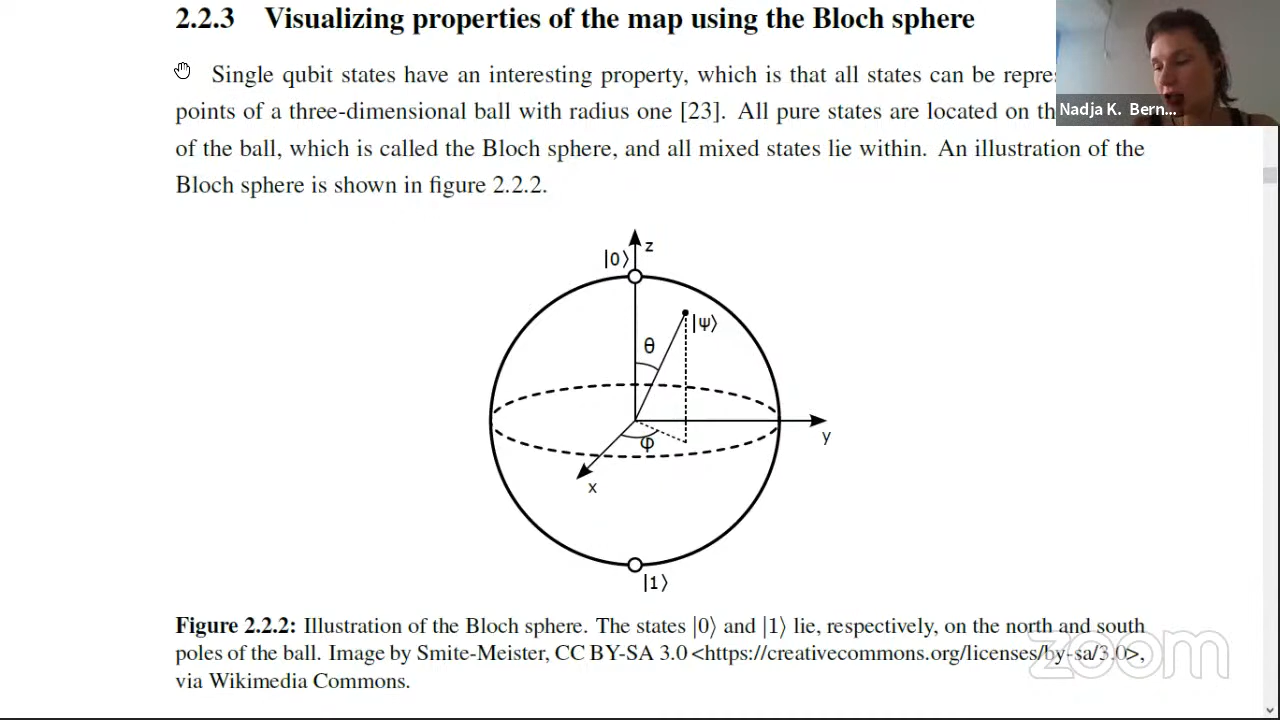 2.2.3 Visualizing properties of the map using the Bloch sphere
Single qubit states have an interesting property, which is that all states can be
points of a three-dimensional ball with radius one [23]. All pure states are located on
of the ball, which is called the Bloch sphere, and all mixed states lie within. An illustration of the
Bloch sphere is shown in figure 2.2.2.
Nadja K. Bern...
z
|0⟩
|ψ⟩
θ
y
φ
x
|1⟩
Figure 2.2.2: Illustration of the Bloch sphere. The states |0⟩ and |1⟩ lie, respectively, on the north and south
poles of the ball. Image by Smite-Meister, CC BY-SA 3.0 <https://creativecommons.org/licenses/by-sa/3.0>,
via Wikimedia Commons.
zoom